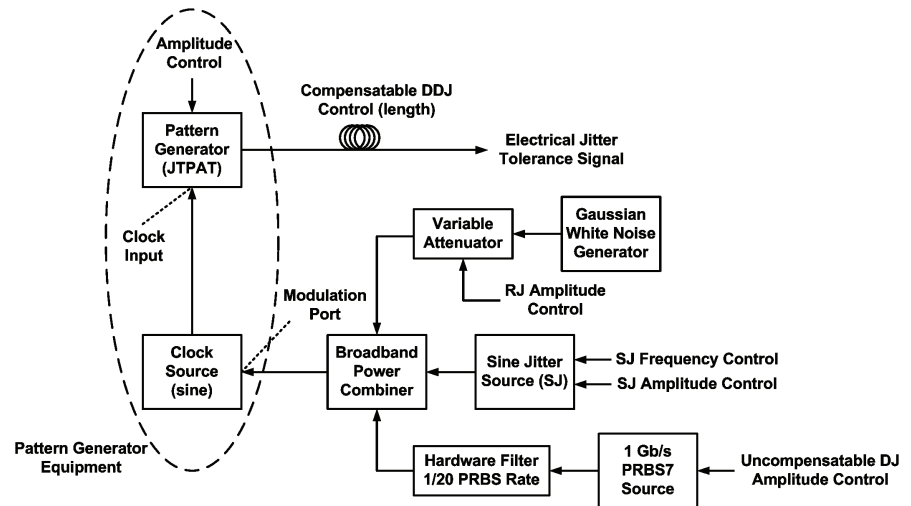 Amplitude
Control
Compensatable DDJ
Control (length)
Pattern
Generator
(JTPAT)
Electrical Jitter
Tolerance Signal
Clock
Input
Variable
Attenuator
Gaussian
White Noise
Generator
RJ Amplitude
Control
Modulation
Port
Clock
Source
(sine)
Broadband
Power
Combiner
Sine Jitter
Source (SJ)
SJ Frequency Control
SJ Amplitude Control
Pattern Generator
Equipment
Hardware Filter
1/20 PRBS Rate
1 Gb/s
PRBS7
Source
Uncompensatable DJ
Amplitude Control